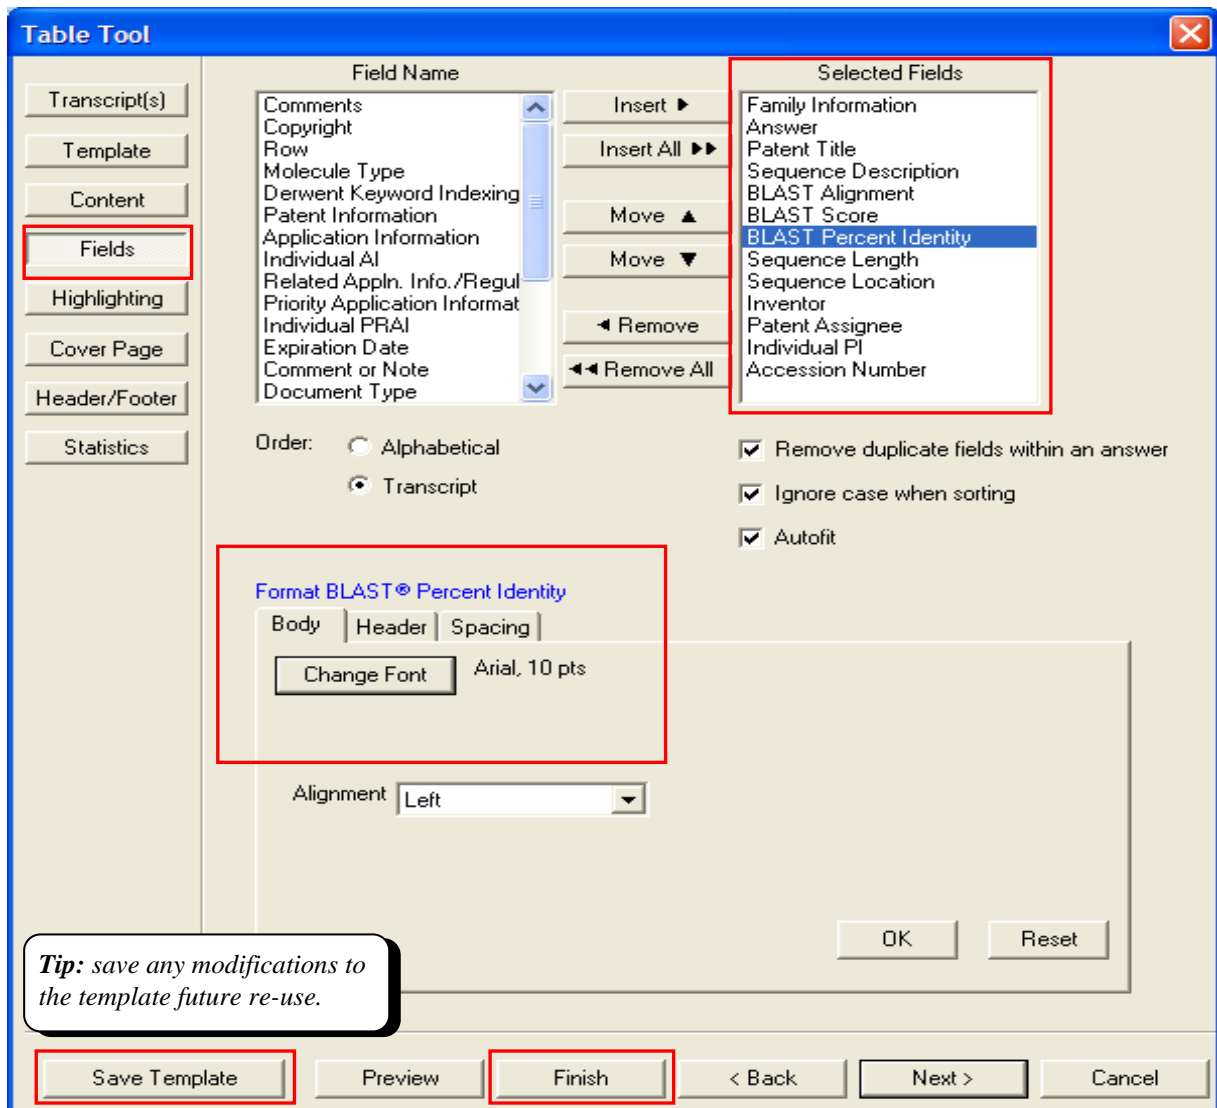 Table Tool
Transcript(s)
Template
Content
Fields
Highlighting
Cover Page
Header/Footer
Statistics
Field Name
Comments
Copyright
Row
Molecule Type
Derwent Keyword Indexing
Patent Information
Application Information
Individual AI
Related Appln. Info./Regul
Priority Application Informat
Individual PRAI
Expiration Date
Comment or Note
Document Type
Insert
Insert All
Move
Move
Remove
Remove All
Selected Fields
Family Information
Answer
Patent Title
Sequence Description
BLAST Alignment
BLAST Score
BLAST Percent Identity
Sequence Length
Sequence Location
Inventor
Patent Assignee
Individual PI
Accession Number
Order:
Alphabetical
Transcript
Remove duplicate fields within an answer
Ignore case when sorting
Autofit
Format BLAST® Percent Identity
Body Header Spacing
Change Font Arial, 10 pts
Alignment Left
OK Reset
Tip: save any modifications to
the template future re-use.
Save Template Preview Finish < Back Next > Cancel